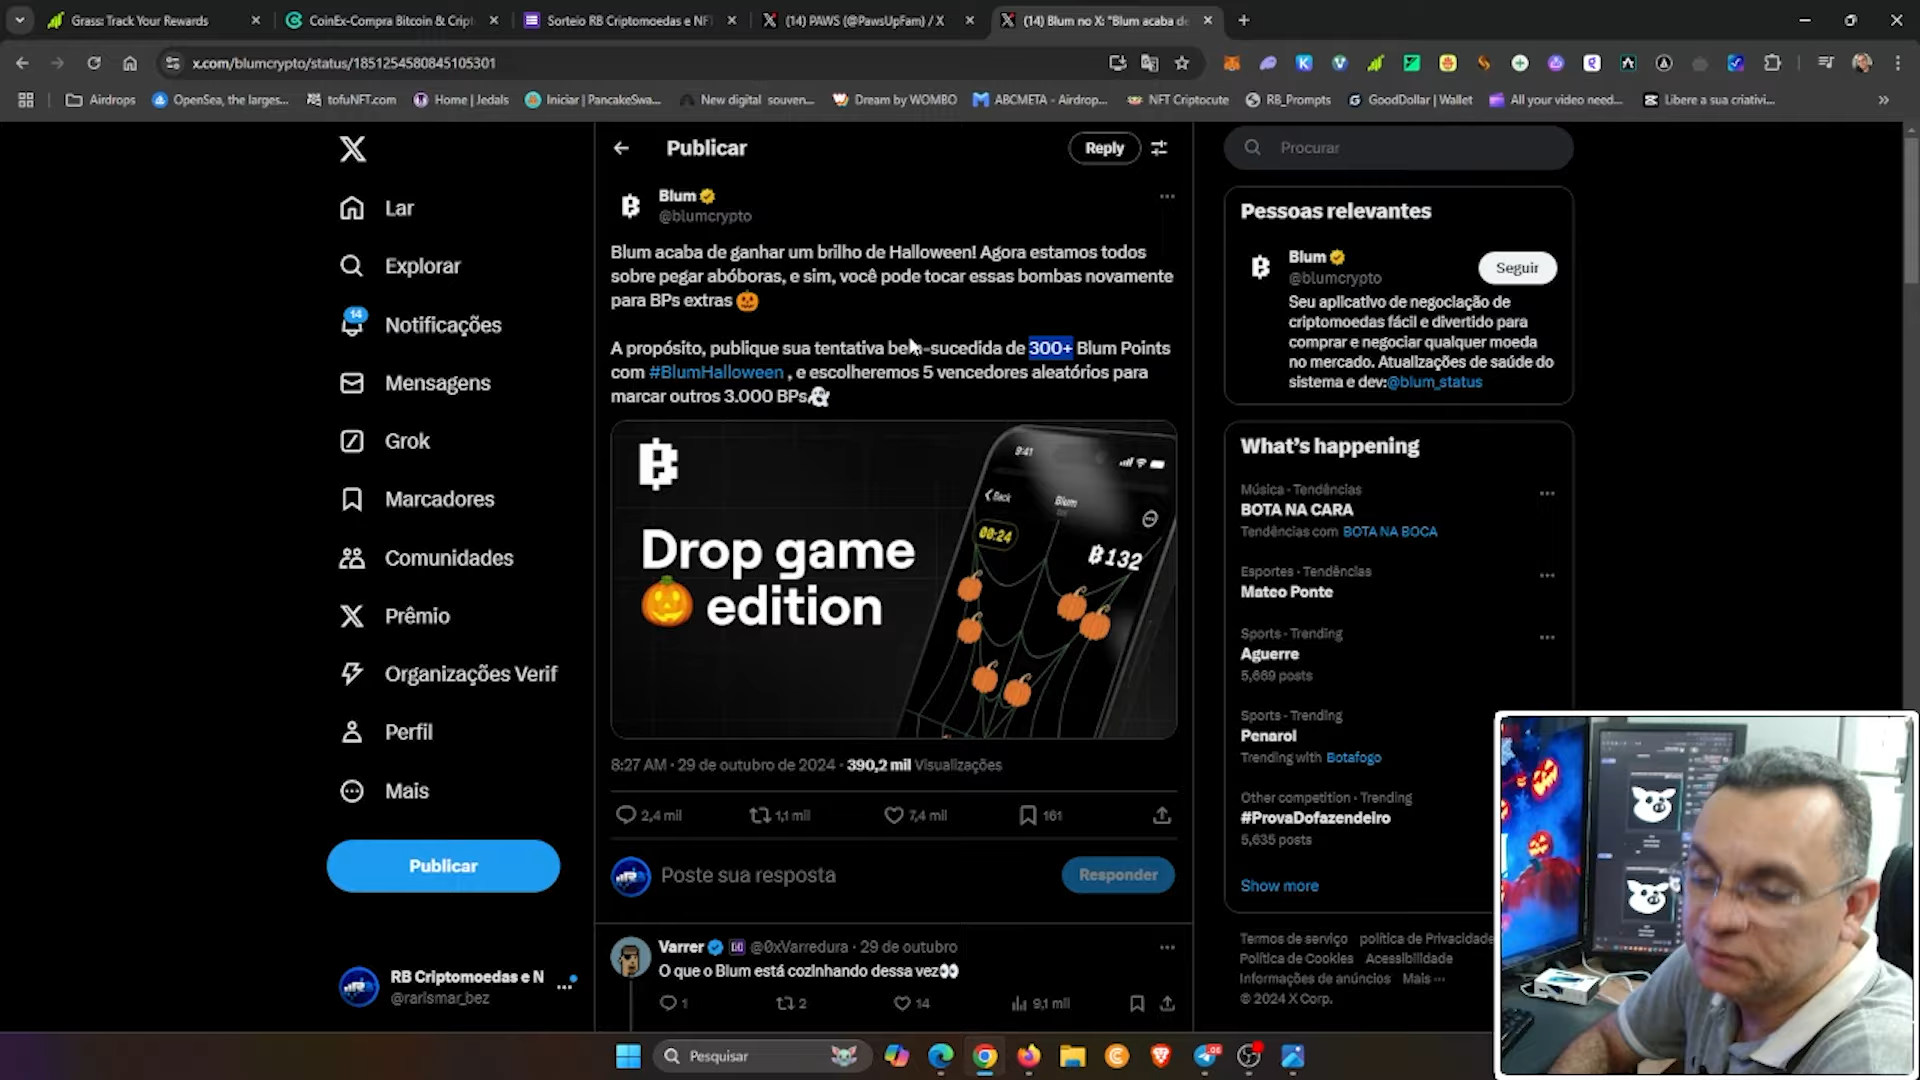 Grass: Track Your Rewards
CoinEx-Compra Bitcoin & Cript
Sorteio RB Criptomoedas e NF
(14) PAWS (@PawsUpFam) / X
(14) Blum no X: "Blum acaba de
x.com/blumcrypto/status/1851254580845105301
Airdrops
OpenSea, the larges...
tofuNFT.com
Home | Jedals
Iniciar | PancakeSwa...
New digital souven...
Dream by WOMBO
ABCMETA - Airdrop...
NFT Criptocute
RB_Prompts
GoodDollar | Wallet
All your video need...
Libere a sua criativi...
Lar
Explorar
14
Notificações
Mensagens
Grok
Marcadores
Comunidades
Prêmio
Organizações Verif
Perfil
Mais
Publicar
RB Criptomoedas e N
@rarismar_bez
Publicar
Reply
Blum
@blumcrypto
Blum acaba de ganhar um brilho de Halloween! Agora estamos todos
sobre pegar abóboras, e sim, você pode tocar essas bombas novamente
para BPs extras 🎃
A propósito, publique sua tentativa bem-sucedida de 300+ Blum Points
com #BlumHalloween , e escolheremos 5 vencedores aleatórios para
marcar outros 3.000 BPs👻
Drop game
🎃 edition
9:41
Back
Blum
00:24
132
8:27 AM · 29 de outubro de 2024 · 390,2 mil Visualizações
2,4 mil
1,1 mil
7,4 mil
161
Poste sua resposta
Responder
Varrer @0xVarredura · 29 de outubro
O que o Blum está cozinhando dessa vez👀
1
2
14
9,1 mil
Procurar
Pessoas relevantes
Blum
@blumcrypto
Seguir
Seu aplicativo de negociação de
criptomoedas fácil e divertido para
comprar e negociar qualquer moeda
no mercado. Atualizações de saúde do
sistema e dev:@blum_status
What's happening
Música · Tendências
BOTA NA CARA
Tendências com BOTA NA BOCA
Esportes · Tendências
Mateo Ponte
Sports · Trending
Aguerre
5,669 posts
Sports · Trending
Penarol
Trending with Botafogo
Other competition · Trending
#ProvaDofazendeiro
5,635 posts
Show more
Termos de serviço política de Privacidade
Política de Cookies Acessibilidade
Informações de anúncios Mais ···
© 2024 X Corp.
Pesquisar